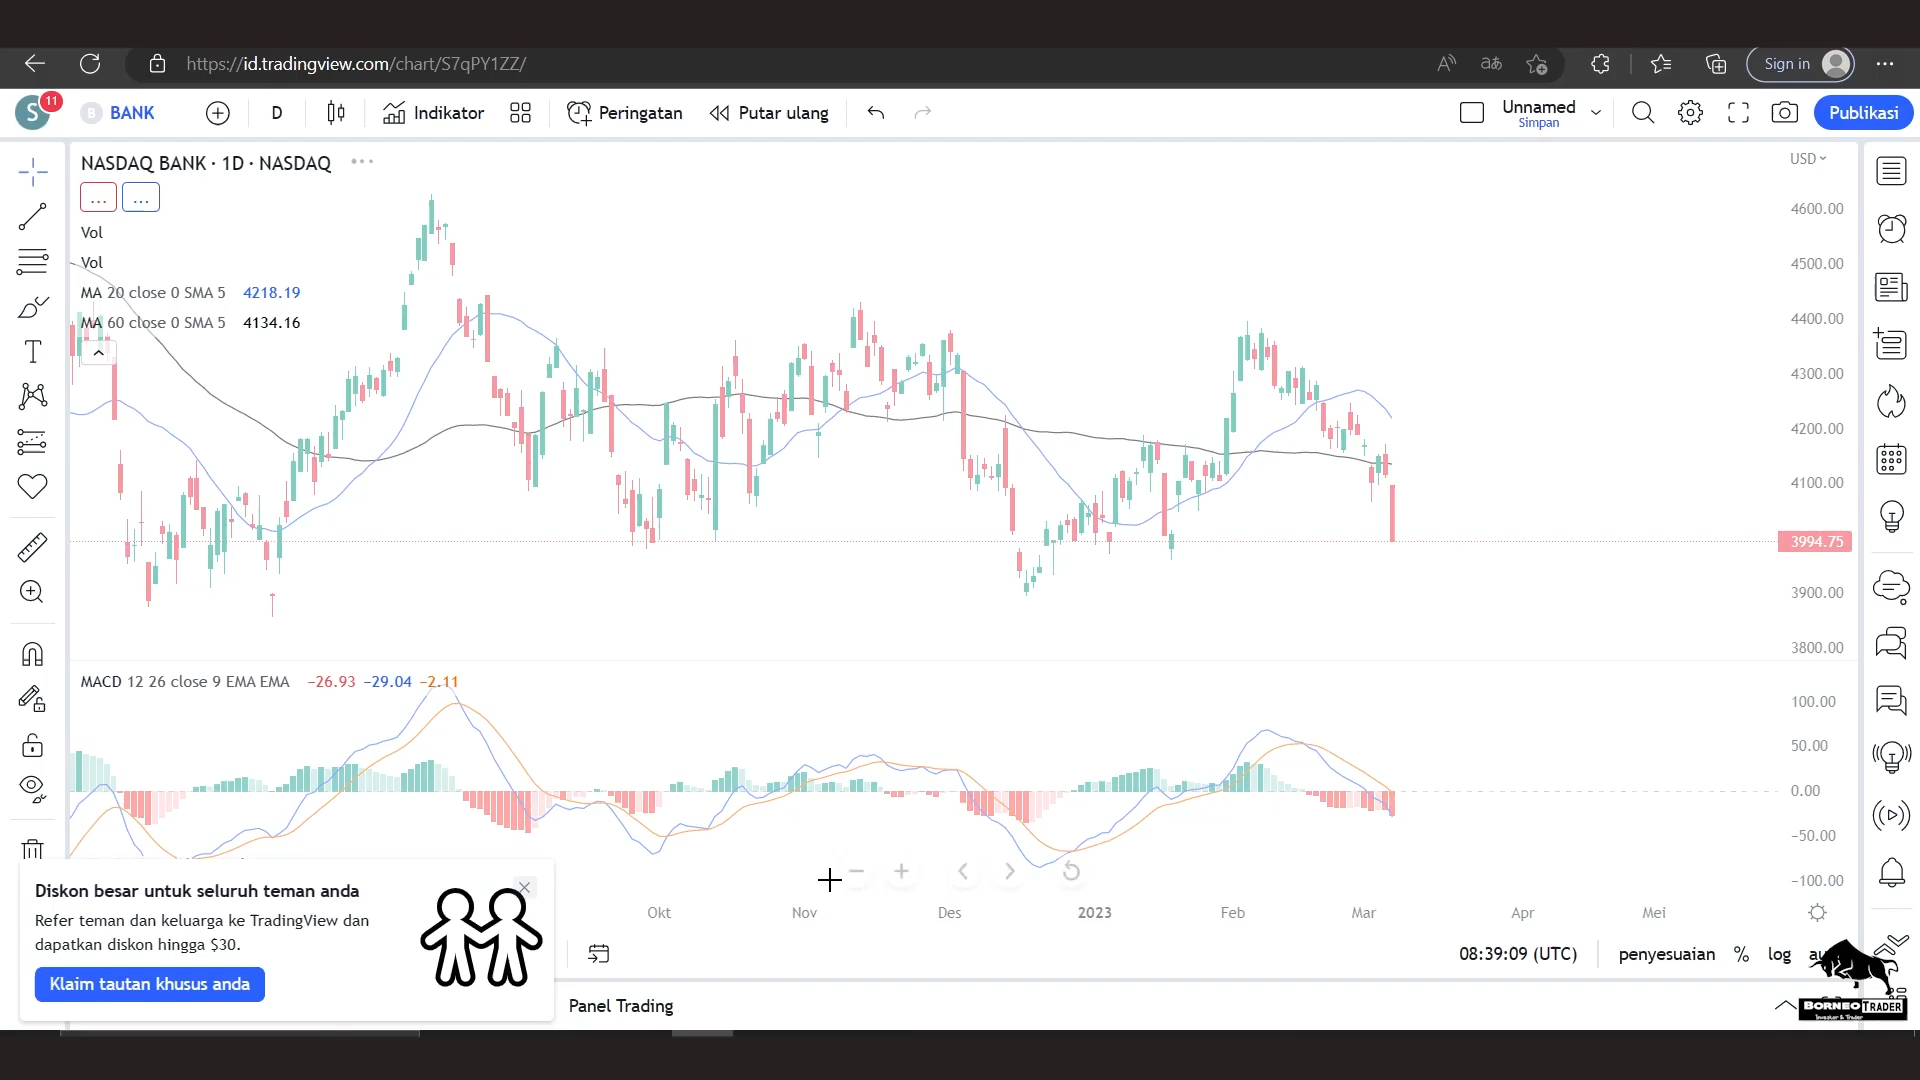 https://id.tradingview.com/chart/S7qPY1ZZ/
Sign in
S 11 B BANK D Indikator Peringatan Putar ulang Unnamed Simpan Publikasi
NASDAQ BANK · 1D · NASDAQ
USD
... ...
Vol
Vol
MA 20 close 0 SMA 5 4218.19
MA 60 close 0 SMA 5 4134.16
4600.00
4500.00
4400.00
4300.00
4200.00
4100.00
3994.75
3900.00
3800.00
MACD 12 26 close 9 EMA EMA −26.93 −29.04 −2.11
100.00
50.00
0.00
−50.00
−100.00
Okt Nov Des 2023 Feb Mar Apr Mei
Diskon besar untuk seluruh teman anda
Refer teman dan keluarga ke TradingView dan
dapatkan diskon hingga $30.
Klaim tautan khusus anda
08:39:09 (UTC) penyesuaian % log
Panel Trading
BORNEO TRADER
Investor & Trader